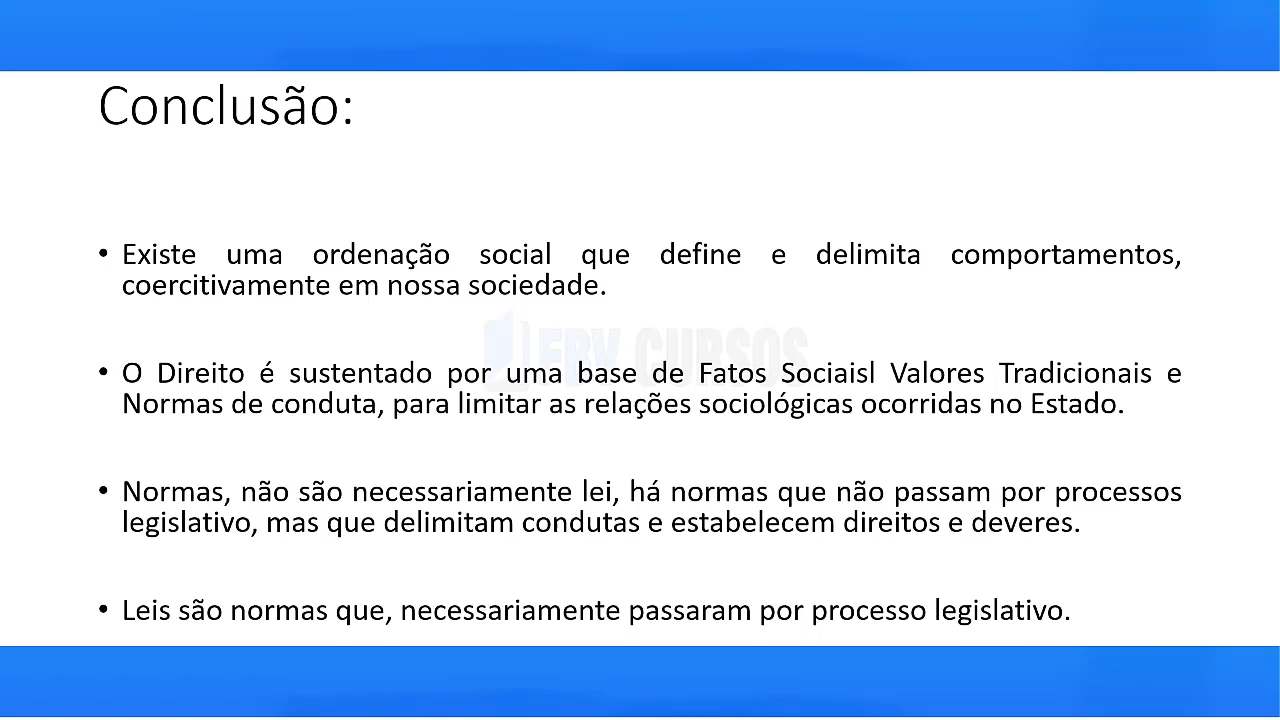 Conclusão:
• Existe uma ordenação social que define e delimita comportamentos,
coercitivamente em nossa sociedade.
ERV CURSOS
• O Direito é sustentado por uma base de Fatos Sociaisl Valores Tradicionais e
Normas de conduta, para limitar as relações sociológicas ocorridas no Estado.
• Normas, não são necessariamente lei, há normas que não passam por processos
legislativo, mas que delimitam condutas e estabelecem direitos e deveres.
• Leis são normas que, necessariamente passaram por processo legislativo.